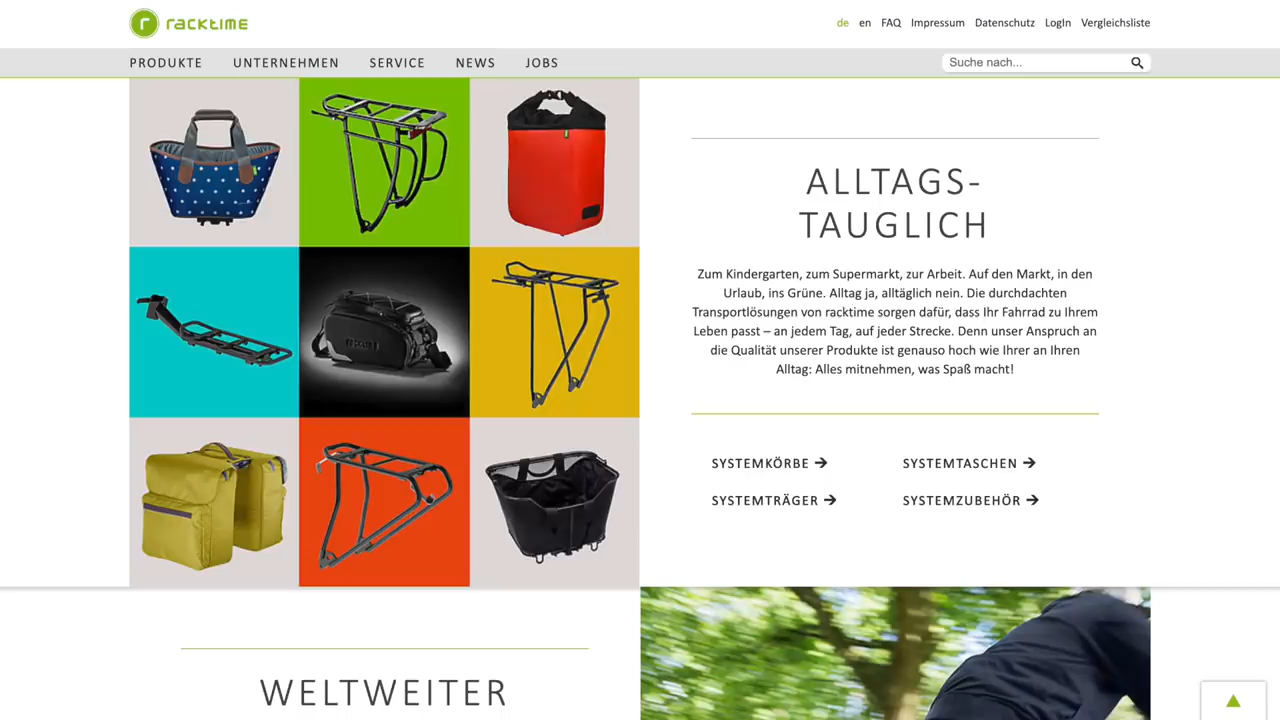 r racktime
de en FAQ Impressum Datenschutz LogIn Vergleichsliste
PRODUKTE UNTERNEHMEN SERVICE NEWS JOBS
Suche nach...
ALLTAGS-
TAUGLICH
Zum Kindergarten, zum Supermarkt, zur Arbeit. Auf den Markt, in den
Urlaub, ins Grüne. Alltag ja, alltäglich nein. Die durchdachten
Transportlösungen von racktime sorgen dafür, dass Ihr Fahrrad zu Ihrem
Leben passt – an jedem Tag, auf jeder Strecke. Denn unser Anspruch an
die Qualität unserer Produkte ist genauso hoch wie Ihrer an Ihren
Alltag: Alles mitnehmen, was Spaß macht!
racktime
SYSTEMKÖRBE → SYSTEMTASCHEN →
SYSTEMTRÄGER → SYSTEMZUBEHÖR →
WELTWEITER